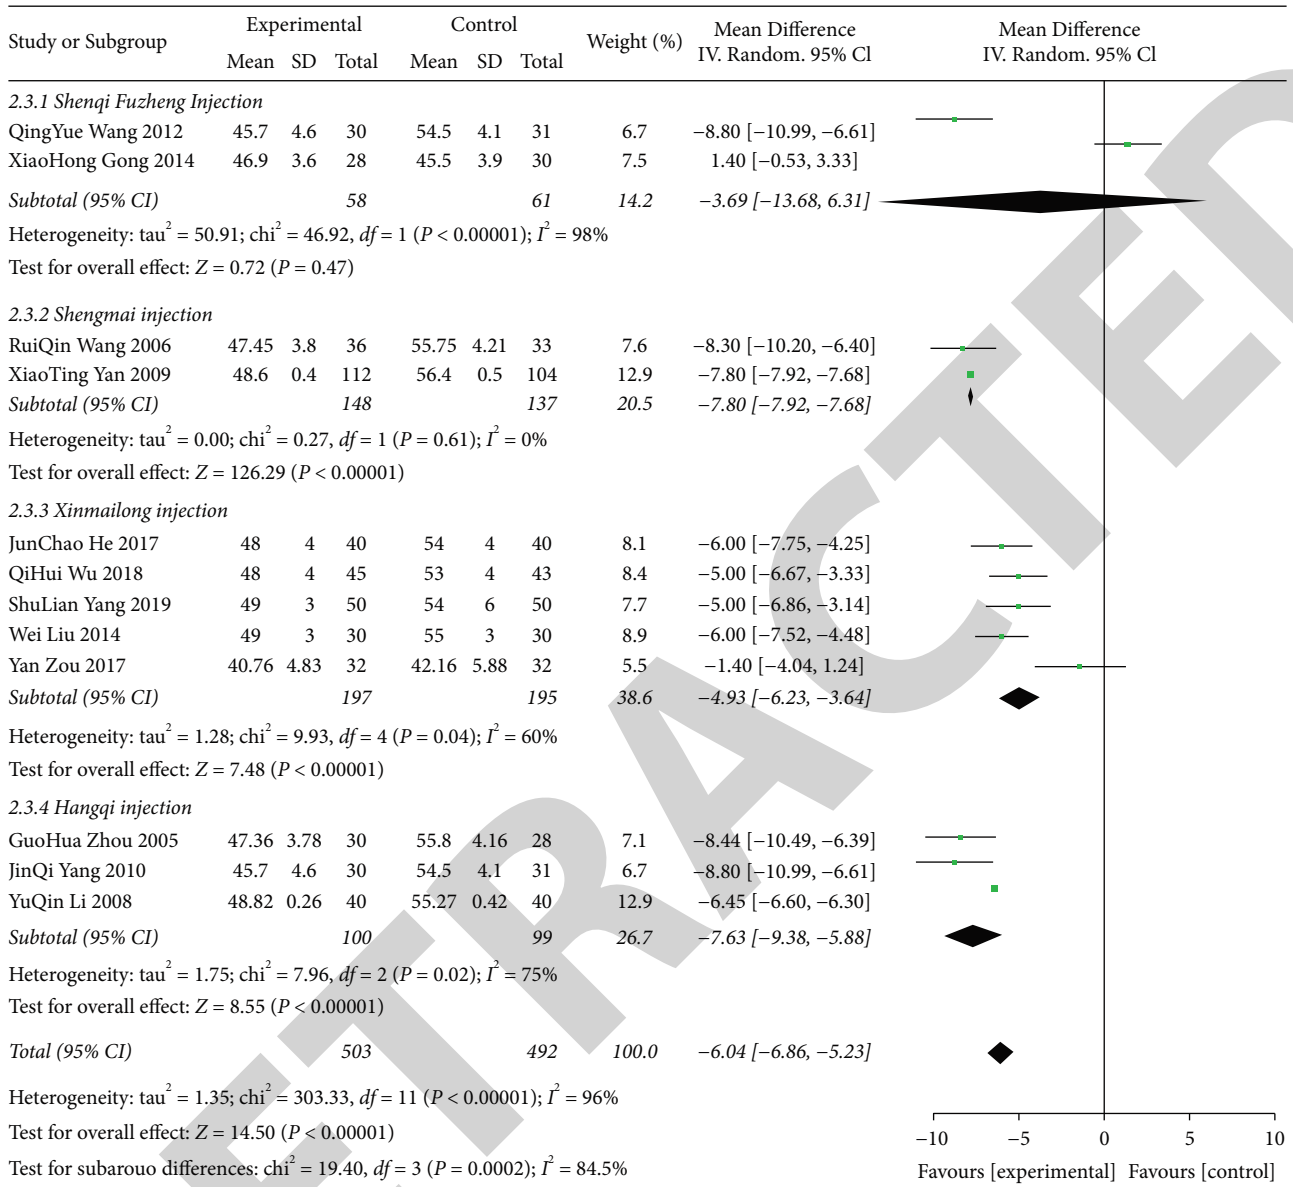 Study or Subgroup Experimental Control Weight (%) Mean Difference Mean Difference
Mean SD Total Mean SD Total IV. Random. 95% Cl IV. Random. 95% Cl
2.3.1 Shenqi Fuzheng Injection
QingYue Wang 2012 45.7 4.6 30 54.5 4.1 31 6.7 −8.80 [−10.99, −6.61]
XiaoHong Gong 2014 46.9 3.6 28 45.5 3.9 30 7.5 1.40 [−0.53, 3.33]
Subtotal (95% CI) 58 61 14.2 −3.69 [−13.68, 6.31]
Heterogeneity: tau² = 50.91; chi² = 46.92, df = 1 (P < 0.00001); I² = 98%
Test for overall effect: Z = 0.72 (P = 0.47)
2.3.2 Shengmai injection
RuiQin Wang 2006 47.45 3.8 36 55.75 4.21 33 7.6 −8.30 [−10.20, −6.40]
XiaoTing Yan 2009 48.6 0.4 112 56.4 0.5 104 12.9 −7.80 [−7.92, −7.68]
Subtotal (95% CI) 148 137 20.5 −7.80 [−7.92, −7.68]
Heterogeneity: tau² = 0.00; chi² = 0.27, df = 1 (P = 0.61); I² = 0%
Test for overall effect: Z = 126.29 (P < 0.00001)
2.3.3 Xinmailong injection
JunChao He 2017 48 4 40 54 4 40 8.1 −6.00 [−7.75, −4.25]
QiHui Wu 2018 48 4 45 53 4 43 8.4 −5.00 [−6.67, −3.33]
ShuLian Yang 2019 49 3 50 54 6 50 7.7 −5.00 [−6.86, −3.14]
Wei Liu 2014 49 3 30 55 3 30 8.9 −6.00 [−7.52, −4.48]
Yan Zou 2017 40.76 4.83 32 42.16 5.88 32 5.5 −1.40 [−4.04, 1.24]
Subtotal (95% CI) 197 195 38.6 −4.93 [−6.23, −3.64]
Heterogeneity: tau² = 1.28; chi² = 9.93, df = 4 (P = 0.04); I² = 60%
Test for overall effect: Z = 7.48 (P < 0.00001)
2.3.4 Hangqi injection
GuoHua Zhou 2005 47.36 3.78 30 55.8 4.16 28 7.1 −8.44 [−10.49, −6.39]
JinQi Yang 2010 45.7 4.6 30 54.5 4.1 31 6.7 −8.80 [−10.99, −6.61]
YuQin Li 2008 48.82 0.26 40 55.27 0.42 40 12.9 −6.45 [−6.60, −6.30]
Subtotal (95% CI) 100 99 26.7 −7.63 [−9.38, −5.88]
Heterogeneity: tau² = 1.75; chi² = 7.96, df = 2 (P = 0.02); I² = 75%
Test for overall effect: Z = 8.55 (P < 0.00001)
Total (95% CI) 503 492 100.0 −6.04 [−6.86, −5.23]
Heterogeneity: tau² = 1.35; chi² = 303.33, df = 11 (P < 0.00001); I² = 96%
Test for overall effect: Z = 14.50 (P < 0.00001)
Test for subarouo differences: chi² = 19.40, df = 3 (P = 0.0002); I² = 84.5%
−10 −5 0 5 10
Favours [experimental] Favours [control]
ETRACTED